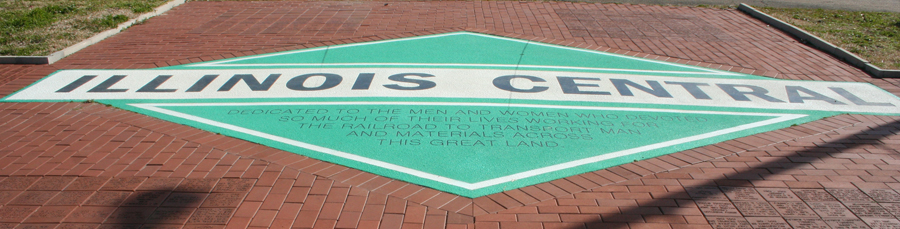 ILLINOIS CENTRAL
DEDICATED TO THE MEN AND WOMEN WHO DEVOTED
SO MUCH OF THEIR LIVES WORKING FOR
THE RAILROAD TO TRANSPORT MAN
AND MATERIALS ACROSS
THIS GREAT LAND.